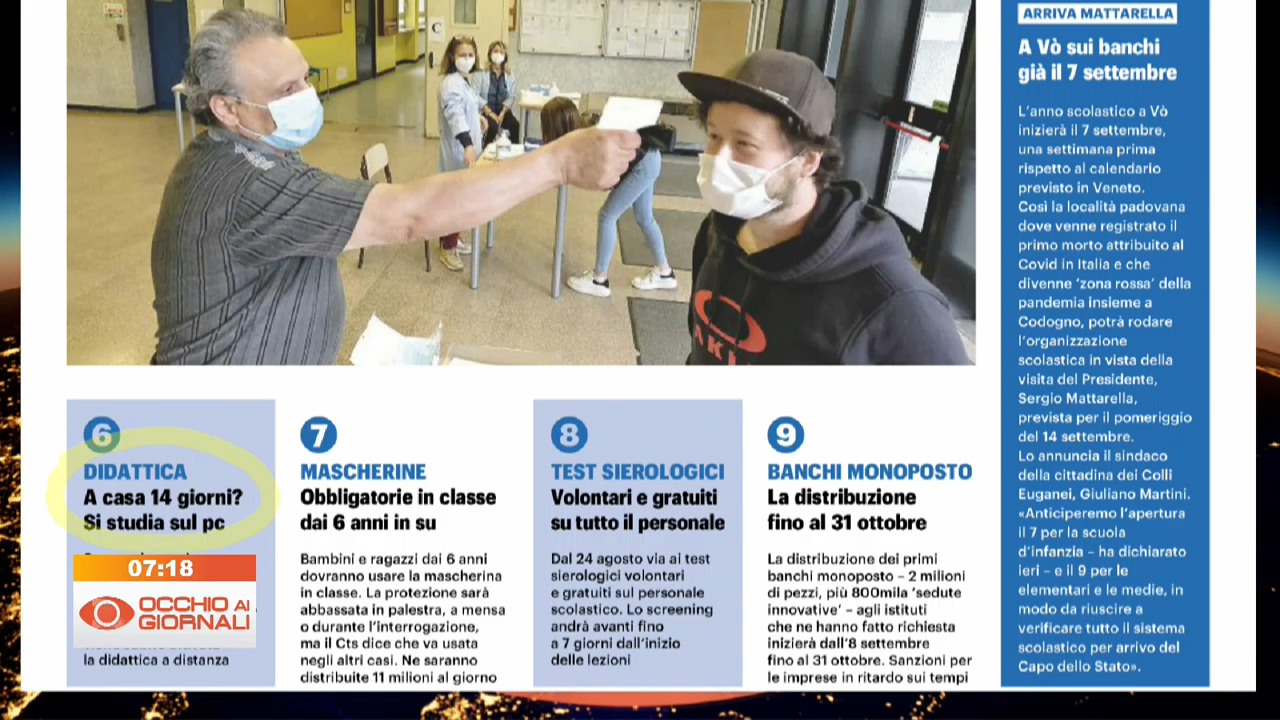 ARRIVA MATTARELLA
A Vò sui banchi
già il 7 settembre
L'anno scolastico a Vò
inizierà il 7 settembre,
una settimana prima
rispetto al calendario
previsto in Veneto.
Così la località padovana
dove venne registrato il
primo morto attribuito al
Covid in Italia e che
divenne 'zona rossa' della
pandemia insieme a
Codogno, potrà rodare
l'organizzazione
scolastica in vista della
visita del Presidente,
Sergio Mattarella,
prevista per il pomeriggio
del 14 settembre.
Lo annuncia il sindaco
della cittadina dei Colli
Euganei, Giuliano Martini.
«Anticiperemo l'apertura
il 7 per la scuola
d'infanzia – ha dichiarato
ieri – e il 9 per le
elementari e le medie, in
modo da riuscire a
verificare tutto il sistema
scolastico per arrivo del
Capo dello Stato».
6
DIDATTICA
A casa 14 giorni?
Si studia sul pc
la didattica a distanza
07:18
OCCHIO AI
GIORNALI
7
MASCHERINE
Obbligatorie in classe
dai 6 anni in su
Bambini e ragazzi dai 6 anni
dovranno usare la mascherina
in classe. La protezione sarà
abbassata in palestra, a mensa
o durante l'interrogazione,
ma il Cts dice che va usata
negli altri casi. Ne saranno
distribuite 11 milioni al giorno
8
TEST SIEROLOGICI
Volontari e gratuiti
su tutto il personale
Dal 24 agosto via ai test
sierologici volontari
e gratuiti sul personale
scolastico. Lo screening
andrà avanti fino
a 7 giorni dall'inizio
delle lezioni
9
BANCHI MONOPOSTO
La distribuzione
fino al 31 ottobre
La distribuzione dei primi
banchi monoposto – 2 milioni
di pezzi, più 800mila 'sedute
innovative' – agli istituti
che ne hanno fatto richiesta
inizierà dall'8 settembre
fino al 31 ottobre. Sanzioni per
le imprese in ritardo sui tempi